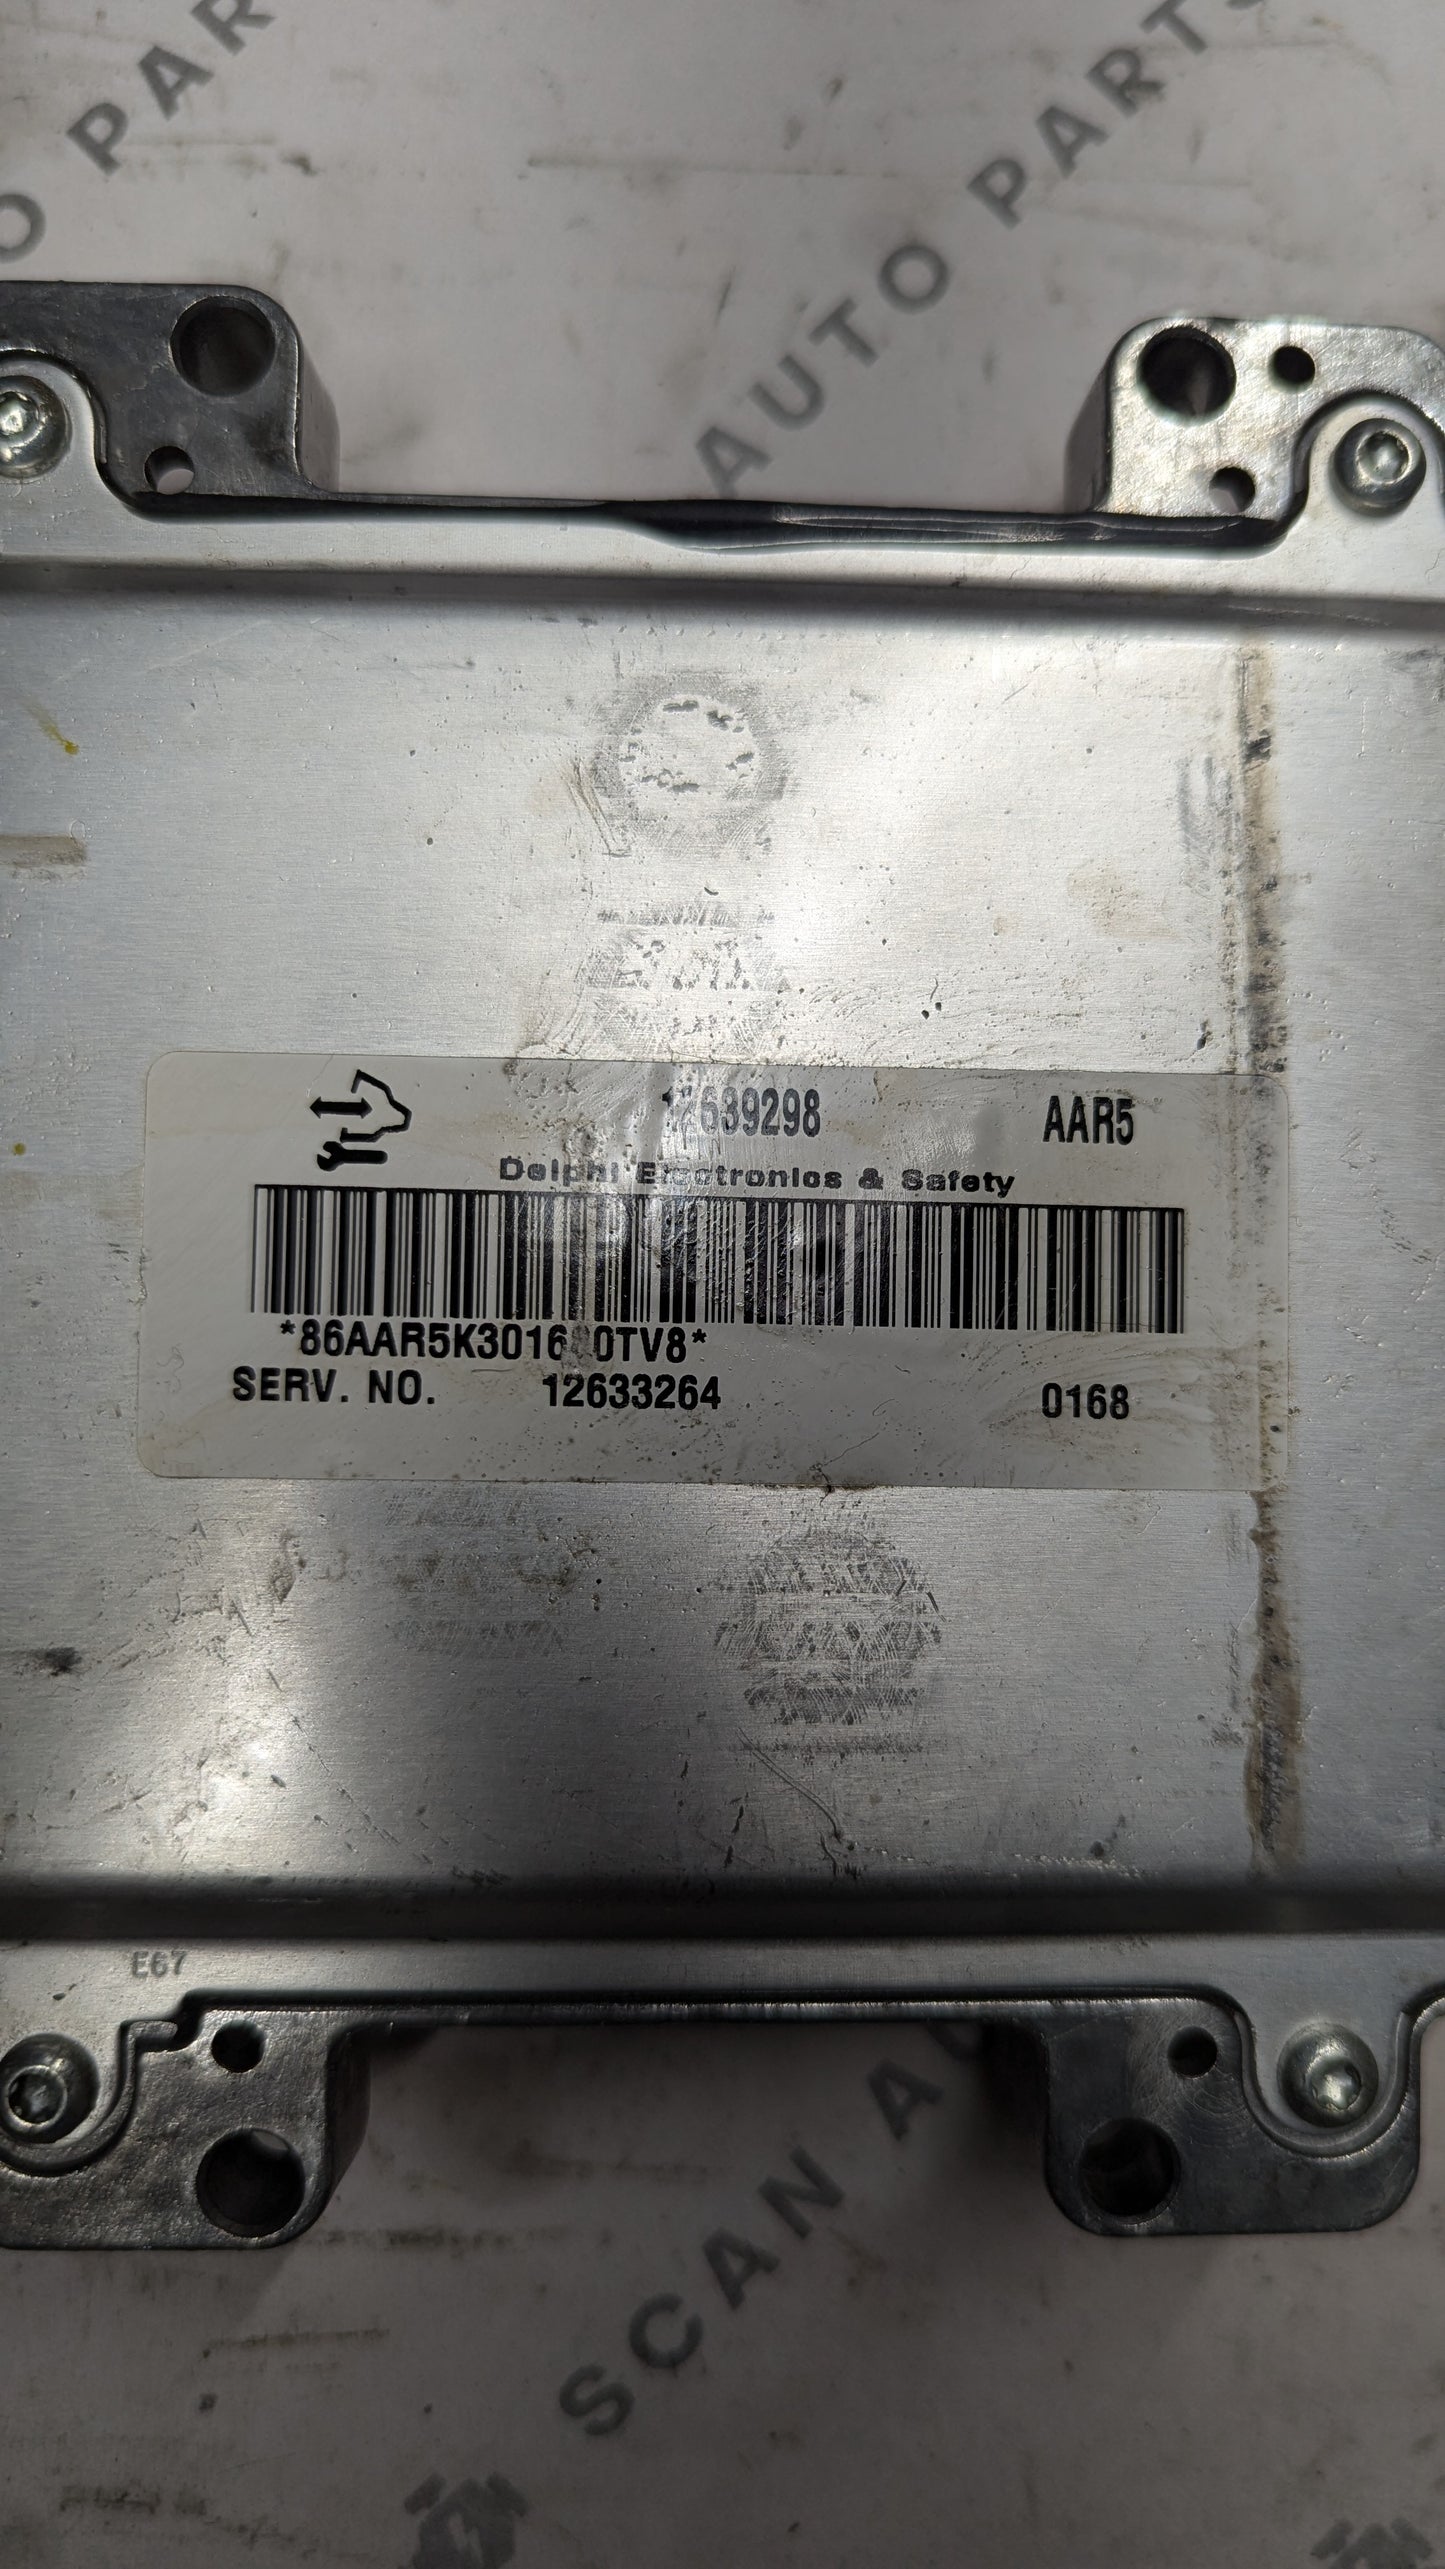 AUTO PARTS
12639298 AAR5
Delphi Electronics & Safety
SERV. NO. 12633264 0168
E67
SCAN